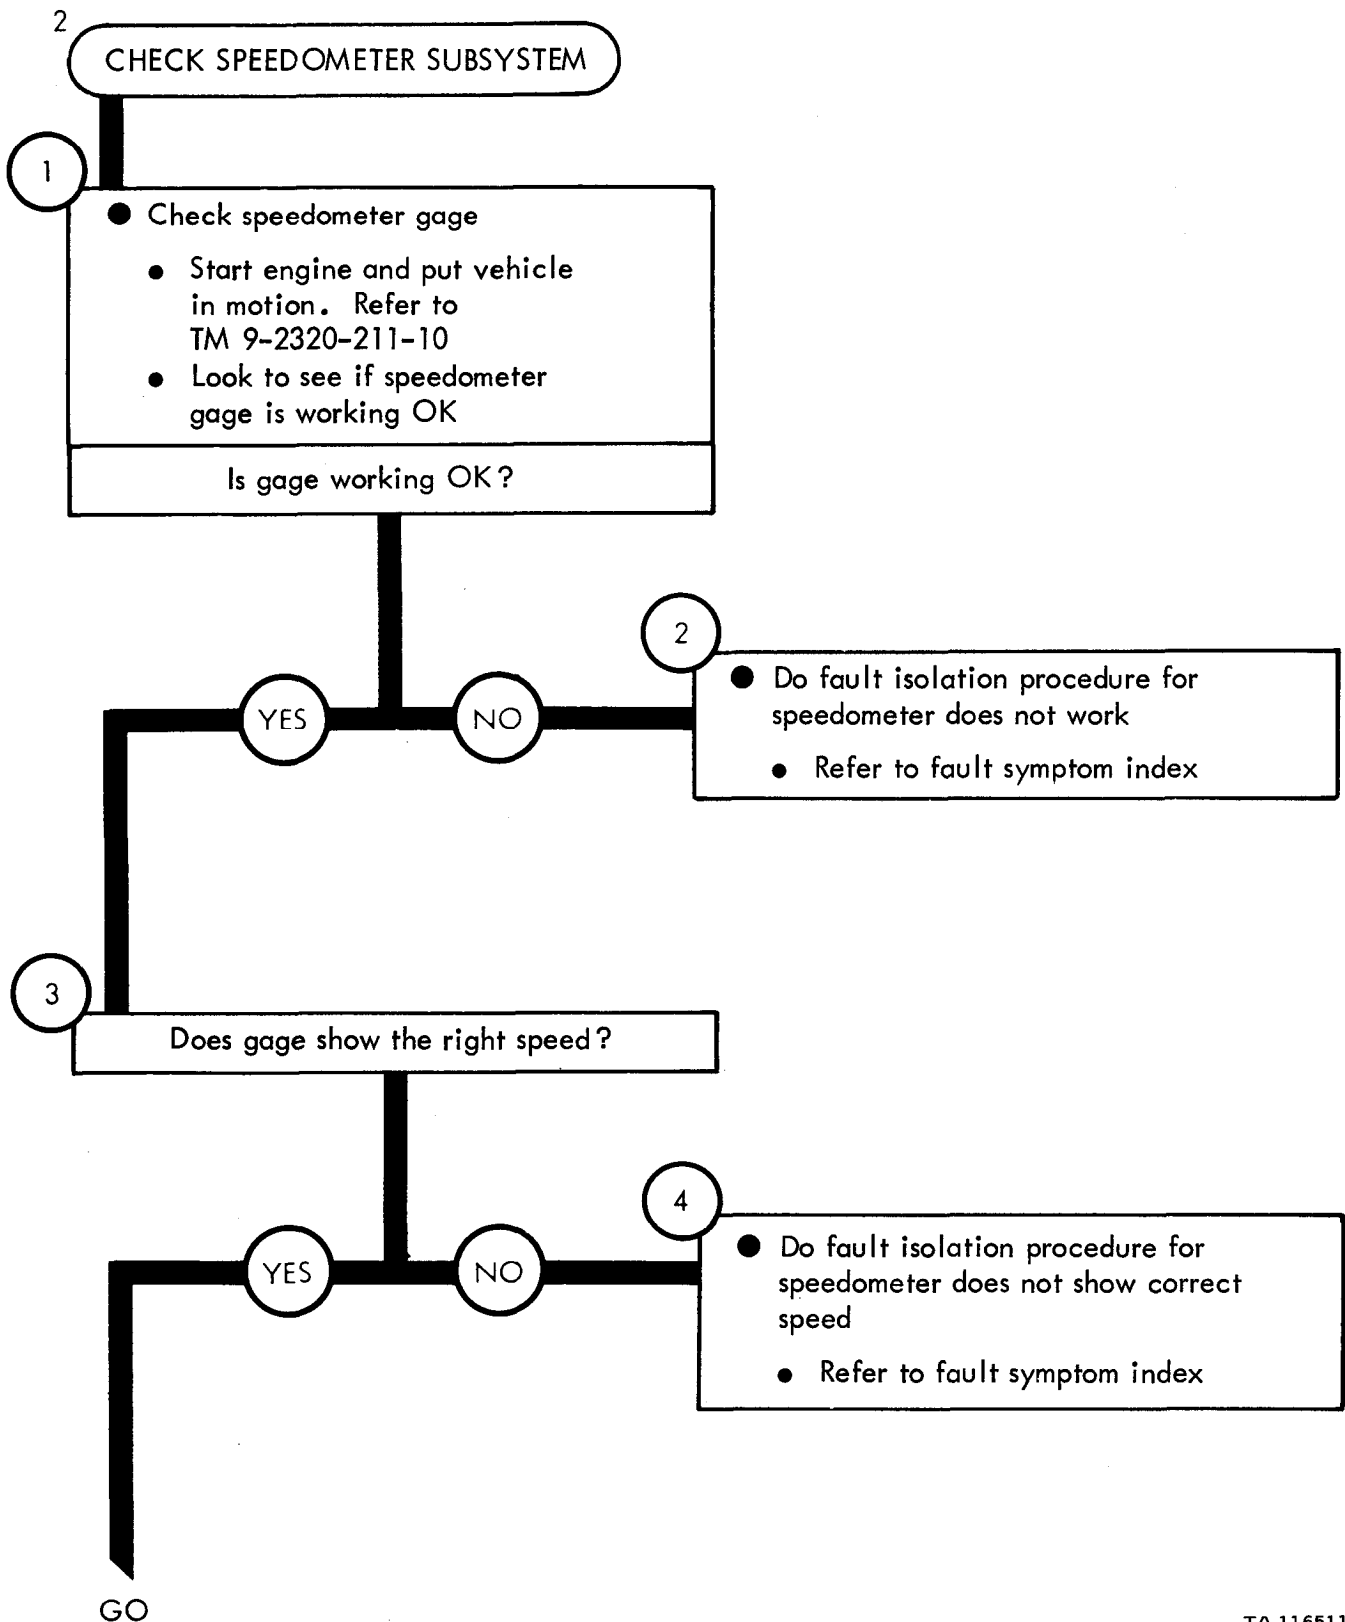 2
CHECK SPEEDOMETER SUBSYSTEM
1
● Check speedometer gage
● Start engine and put vehicle
in motion. Refer to
TM 9-2320-211-10
● Look to see if speedometer
gage is working OK
Is gage working OK?
2
● Do fault isolation procedure for
speedometer does not work
● Refer to fault symptom index
YES
NO
3
Does gage show the right speed?
4
● Do fault isolation procedure for
speedometer does not show correct
speed
● Refer to fault symptom index
YES
NO
GO
TA 116511